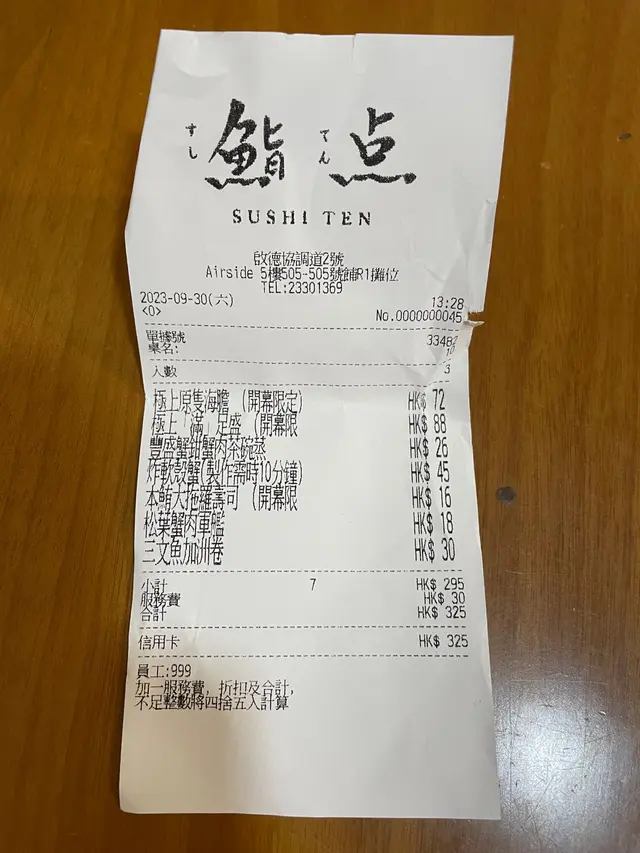 すし 鮨 てん 点
SUSHI TEN
啟德協調道2號
Airside 5樓505-505號舖R1攤位
TEL:23301369
2023-09-30(六) 13:28
<0> No.0000000045
單據號 33482
桌名: 10
人數 3
極上原隻海膽 (開幕限定) HK$ 72
極上‧滿‧足盛 (開幕限 HK$ 88
豐盛蟹鉗蟹肉茶碗蒸 HK$ 26
炸軟殼蟹(製作需時10分鐘) HK$ 45
本鮪大拖羅壽司 (開幕限 HK$ 16
松葉蟹肉軍艦 HK$ 18
三文魚加洲卷 HK$ 30
小計 7 HK$ 295
服務費 HK$ 30
合計 HK$ 325
信用卡 HK$ 325
員工:999
加一服務費, 折扣及合計,
不足整數將四捨五入計算